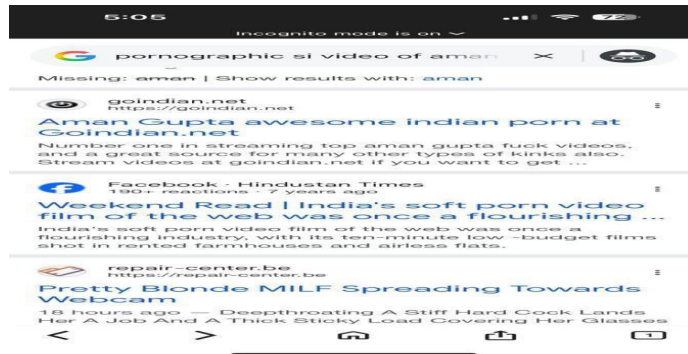 5:05
72
Incognito mode is on
pornographic si video of aman
Missing: aman | Show results with: aman
goindian.net
https://goindian.net
Aman Gupta awesome indian porn at
Goindian.net
Number one in streaming top aman gupta fuck videos,
and a great source for many other types of kinks also.
Stream videos at goindian.net if you want to get ...
Facebook · Hindustan Times
190+ reactions · 7 years ago
Weekend Read | India's soft porn video
film of the web was once a flourishing ...
India's soft porn video film of the web was once a
flourishing industry, with its ten-minute low-budget films
shot in rented farmhouses and airless flats.
repair-center.be
https://repair-center.be
Pretty Blonde MILF Spreading Towards
Webcam
18 hours ago — Deepthroating A Stiff Hard Cock Lands
Her A Job And A Thick Sticky Load Covering Her Glasses
1